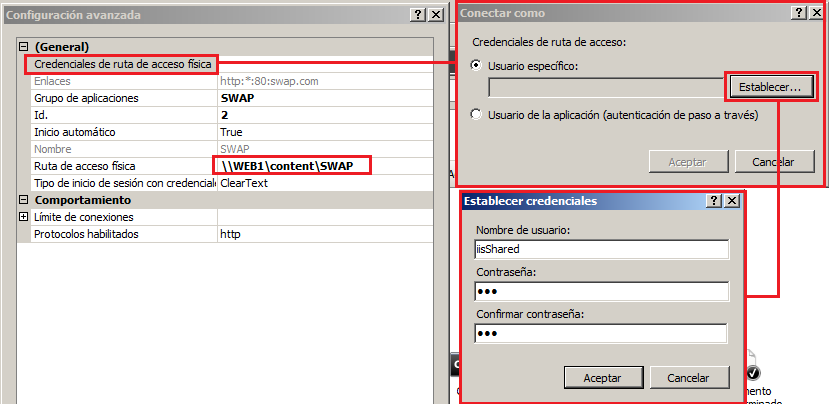 Configuración avanzada
(General)
Credenciales de ruta de acceso física
Enlaces http:*:80:swap.com
Grupo de aplicaciones SWAP
Id. 2
Inicio automático True
Nombre SWAP
Ruta de acceso física \\WEB1\content\SWAP
Tipo de inicio de sesión con credenciale ClearText
Comportamiento
Límite de conexiones
Protocolos habilitados http
Conectar como
Credenciales de ruta de acceso:
Usuario específico:
Establecer...
Usuario de la aplicación (autenticación de paso a través)
Aceptar Cancelar
Establecer credenciales
Nombre de usuario:
iisShared
Contraseña:
•••
Confirmar contraseña:
•••
Aceptar Cancelar
mento